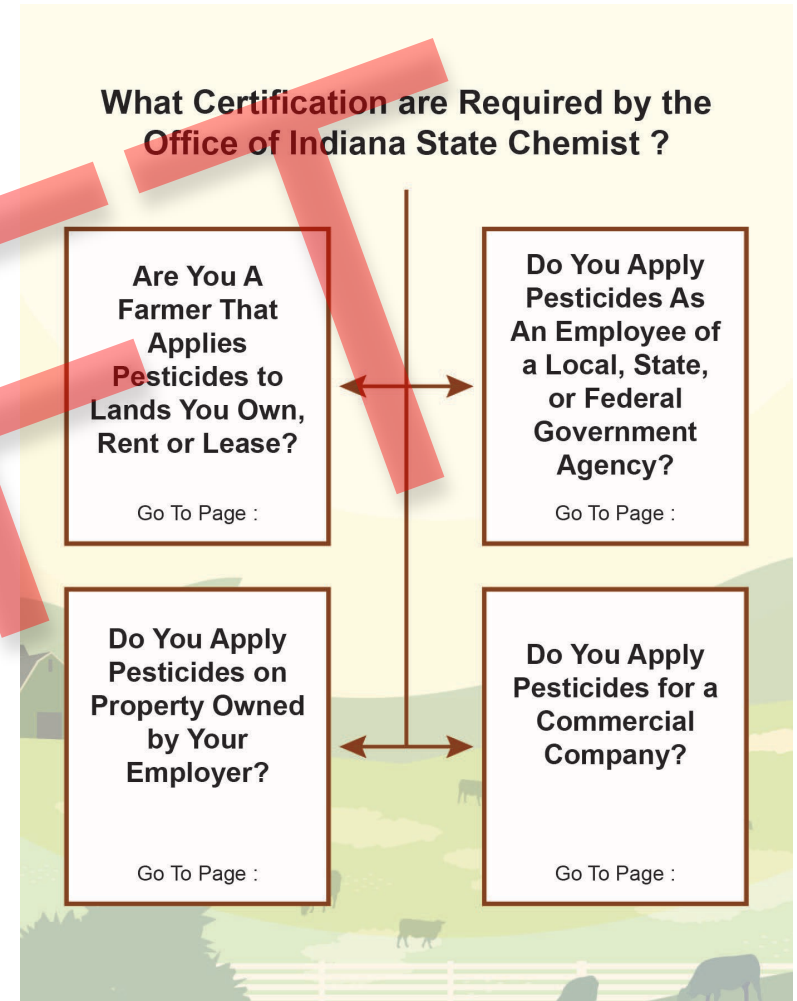 What Certification are Required by the
Office of Indiana State Chemist ?
Are You A
Farmer That
Applies
Pesticides to
Lands You Own,
Rent or Lease?
Go To Page :
Do You Apply
Pesticides As
An Employee of
a Local, State,
or Federal
Government
Agency?
Go To Page :
Do You Apply
Pesticides on
Property Owned
by Your
Employer?
Go To Page :
Do You Apply
Pesticides for a
Commercial
Company?
Go To Page :